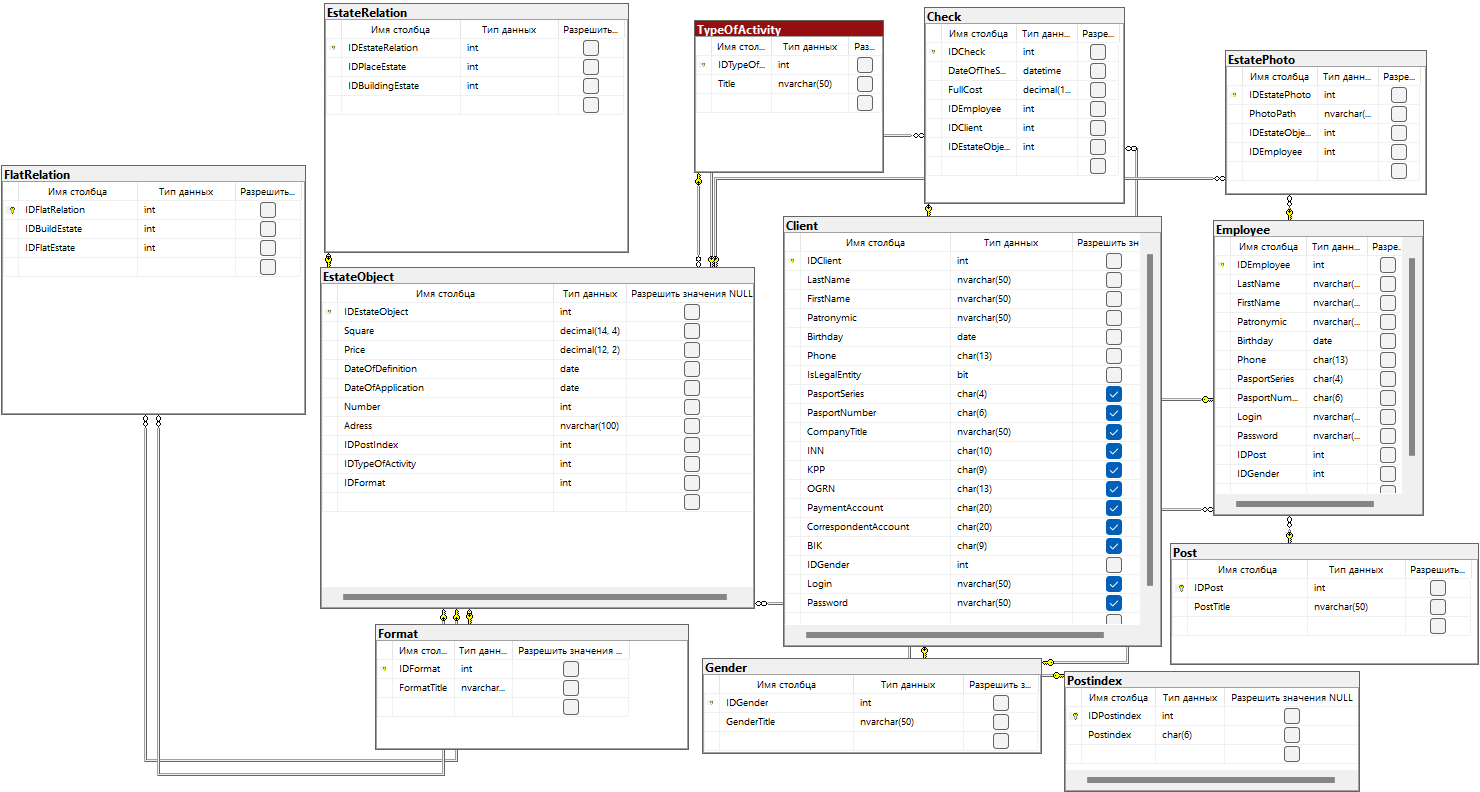 EstateRelation
Имя столбца Тип данных Разрешить...
IDEstateRelation int
IDPlaceEstate int
IDBuildingEstate int
TypeOfActivity
Имя стол... Тип данных Раз...
IDTypeOf... int
Title nvarchar(50)
Check
Имя столбца Тип данн... Разре...
IDCheck int
DateOfTheS... datetime
FullCost decimal(1...
IDEmployee int
IDClient int
IDEstateObje... int
EstatePhoto
Имя столбца Тип данн... Разре...
IDEstatePhoto int
PhotoPath nvarchar(...
IDEstateObje... int
IDEmployee int
FlatRelation
Имя столбца Тип данных Разрешить...
IDFlatRelation int
IDBuildEstate int
IDFlatEstate int
EstateObject
Имя столбца Тип данных Разрешить значения NULL
IDEstateObject int
Square decimal(14, 4)
Price decimal(12, 2)
DateOfDefinition date
DateOfApplication date
Number int
Adress nvarchar(100)
IDPostIndex int
IDTypeOfActivity int
IDFormat int
Client
Имя столбца Тип данных Разрешить зн
IDClient int
LastName nvarchar(50)
FirstName nvarchar(50)
Patronymic nvarchar(50)
Birthday date
Phone char(13)
IsLegalEntity bit
PasportSeries char(4)
PasportNumber char(6)
CompanyTitle nvarchar(50)
INN char(10)
KPP char(9)
OGRN char(13)
PaymentAccount char(20)
CorrespondentAccount char(20)
BIK char(9)
IDGender int
Login nvarchar(50)
Password nvarchar(50)
Employee
Имя столбца Тип данн... Разре.
IDEmployee int
LastName nvarchar(...
FirstName nvarchar(...
Patronymic nvarchar(...
Birthday date
Phone char(13)
PasportSeries char(4)
PasportNum... char(6)
Login nvarchar(...
Password nvarchar(...
IDPost int
IDGender int
Post
Имя столбца Тип данных Разрешить...
IDPost int
PostTitle nvarchar(50)
Format
Имя стол... Тип данн... Разрешить значения ...
IDFormat int
FormatTitle nvarchar...
Gender
Имя столбца Тип данных Разрешить з...
IDGender int
GenderTitle nvarchar(50)
Postindex
Имя столбца Тип данных Разрешить значения NULL
IDPostindex int
Postindex char(6)